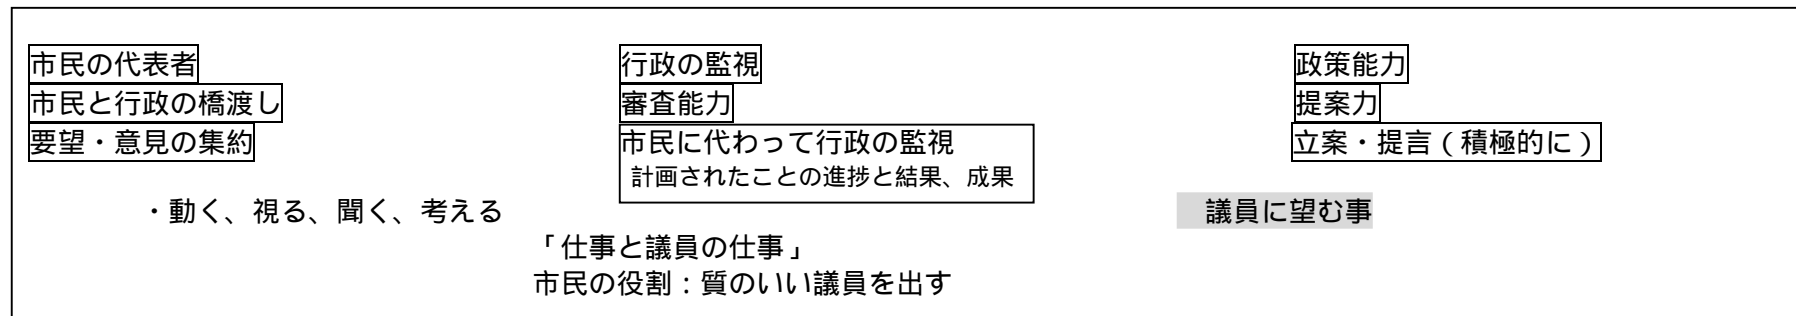 市民の代表者
市民と行政の橋渡し
要望・意見の集約
行政の監視
審査能力
市民に代わって行政の監視
計画されたことの進捗と結果、成果
政策能力
提案力
立案・提言(積極的に)
・動く、視る、聞く、考える
議員に望む事
「仕事と議員の仕事」
市民の役割:質のいい議員を出す